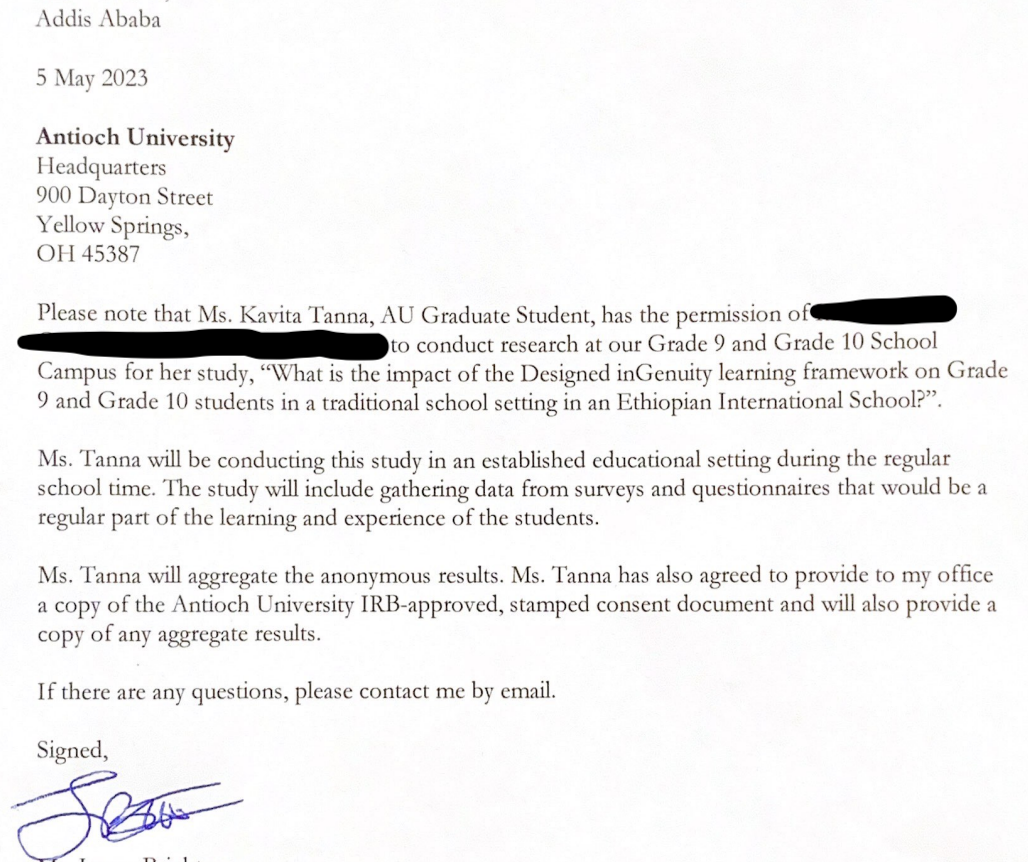 Addis Ababa
5 May 2023
Antioch University
Headquarters
900 Dayton Street
Yellow Springs,
OH 45387
Please note that Ms. Kavita Tanna, AU Graduate Student, has the permission of
to conduct research at our Grade 9 and Grade 10 School
Campus for her study, “What is the impact of the Designed inGenuity learning framework on Grade
9 and Grade 10 students in a traditional school setting in an Ethiopian International School?”.
Ms. Tanna will be conducting this study in an established educational setting during the regular
school time. The study will include gathering data from surveys and questionnaires that would be a
regular part of the learning and experience of the students.
Ms. Tanna will aggregate the anonymous results. Ms. Tanna has also agreed to provide to my office
a copy of the Antioch University IRB-approved, stamped consent document and will also provide a
copy of any aggregate results.
If there are any questions, please contact me by email.
Signed,